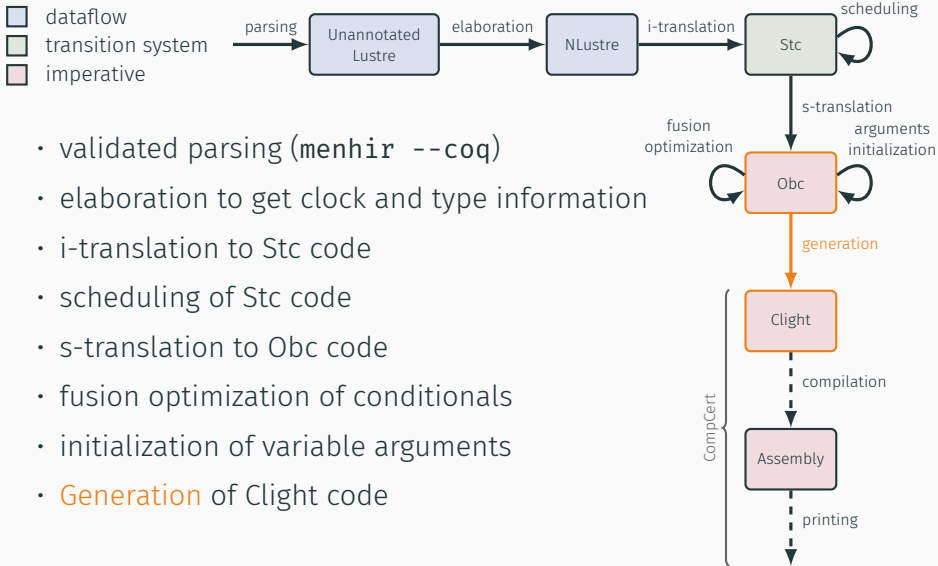 dataflow
transition system
imperative
parsing
Unannotated
Lustre
elaboration
NLustre
i-translation
Stc
scheduling
s-translation
fusion
optimization
arguments
initialization
Obc
generation
Clight
compilation
CompCert
Assembly
printing
• validated parsing (menhir --coq)
• elaboration to get clock and type information
• i-translation to Stc code
• scheduling of Stc code
• s-translation to Obc code
• fusion optimization of conditionals
• initialization of variable arguments
• Generation of Clight code